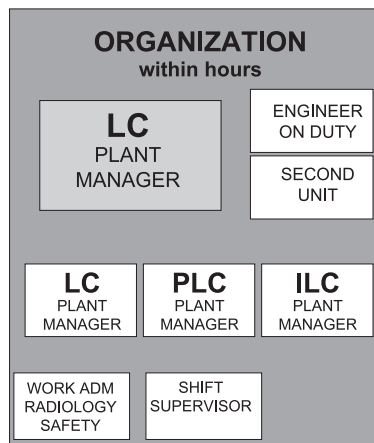 ORGANIZATION
within hours
LC
PLANT
MANAGER
ENGINEER
ON DUTY
SECOND
UNIT
LC
PLANT
MANAGER
PLC
PLANT
MANAGER
ILC
PLANT
MANAGER
WORK ADM
RADIOLOGY
SAFETY
SHIFT
SUPERVISOR